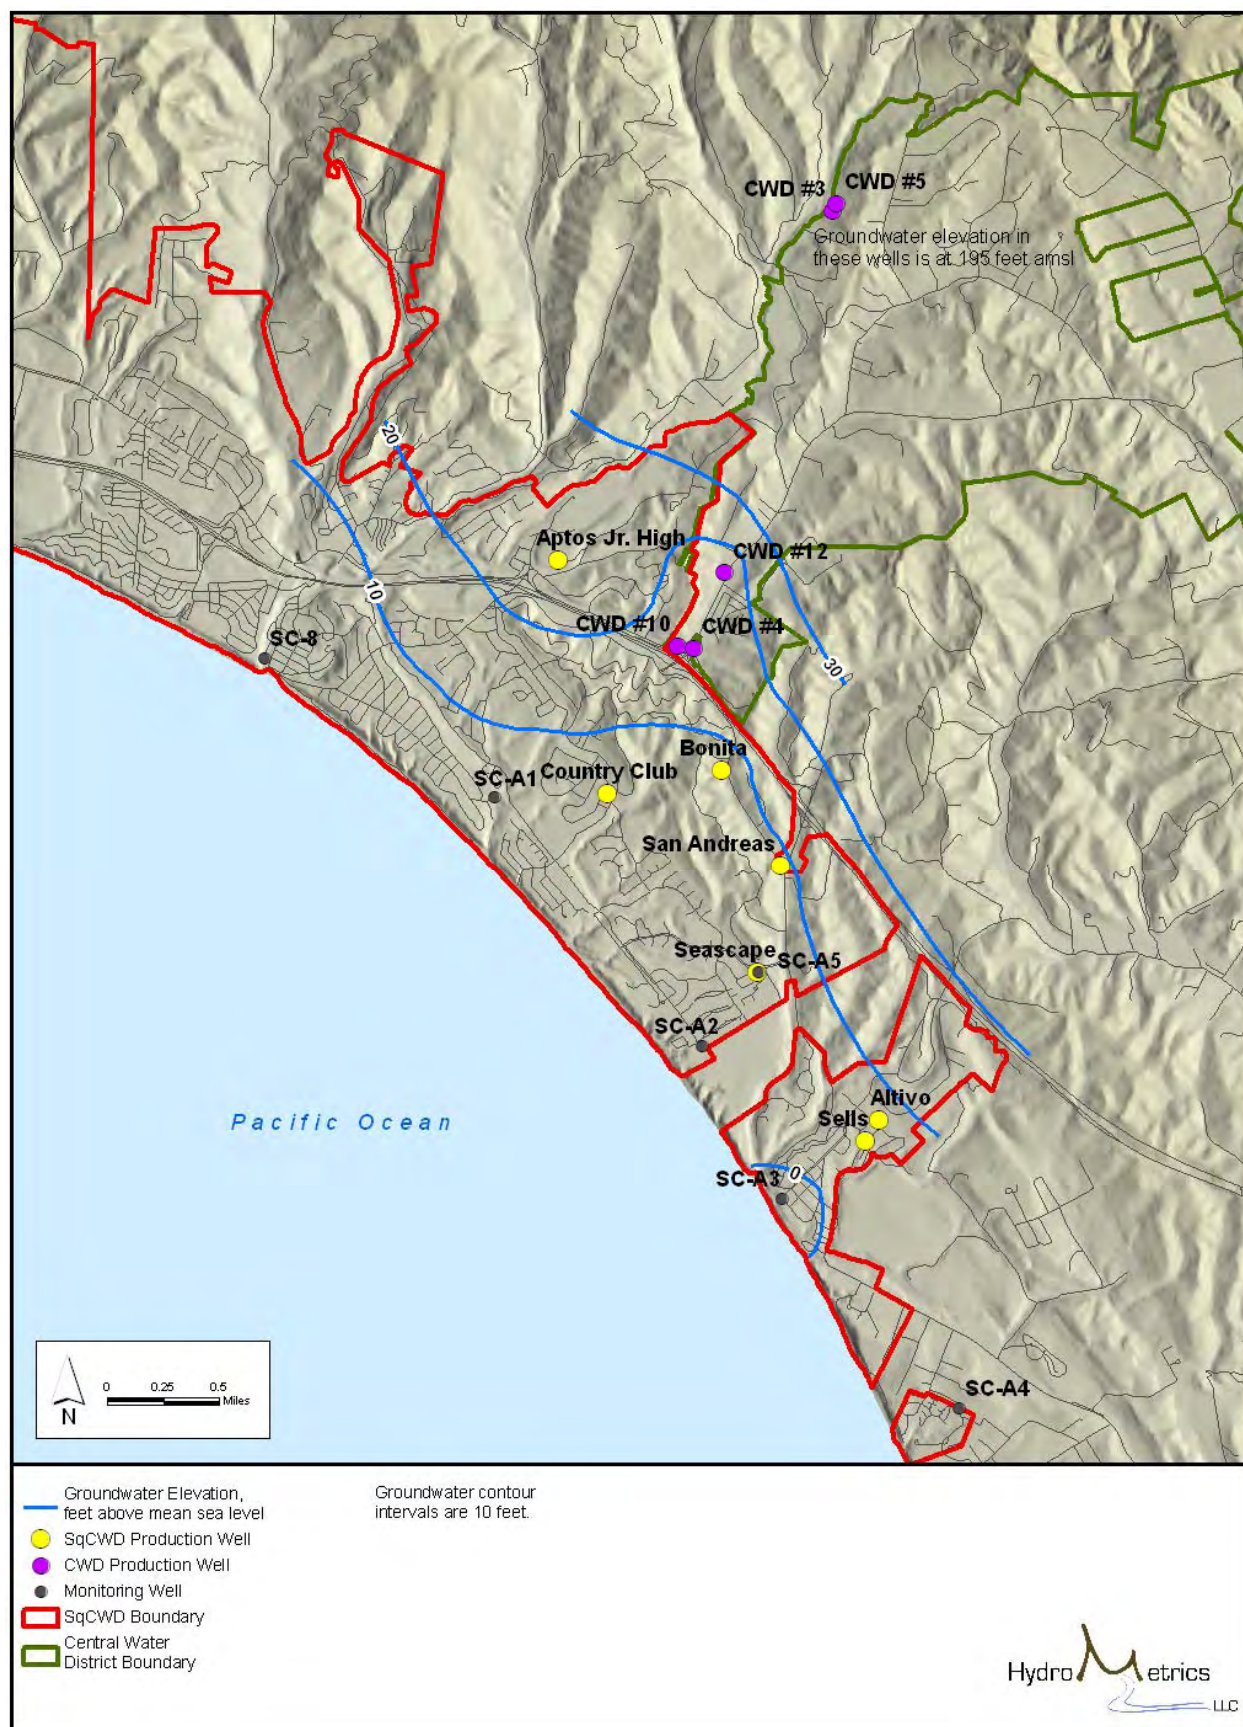 CWD #3
CWD #5
Groundwater elevation in
these wells is at 195 feet amsl
20
Aptos Jr. High
CWD #12
10
CWD #10
CWD #4
SC-8
30
Bonita
SC-A1
Country Club
San Andreas
Seascape
SC-A5
SC-A2
Altivo
Sells
Pacific Ocean
0
SC-A3
SC-A4
0 0.25 0.5
Miles
N
Groundwater Elevation,
feet above mean sea level
SqCWD Production Well
CWD Production Well
Monitoring Well
SqCWD Boundary
Central Water
District Boundary
Groundwater contour
intervals are 10 feet.
HydroMetrics
LLC